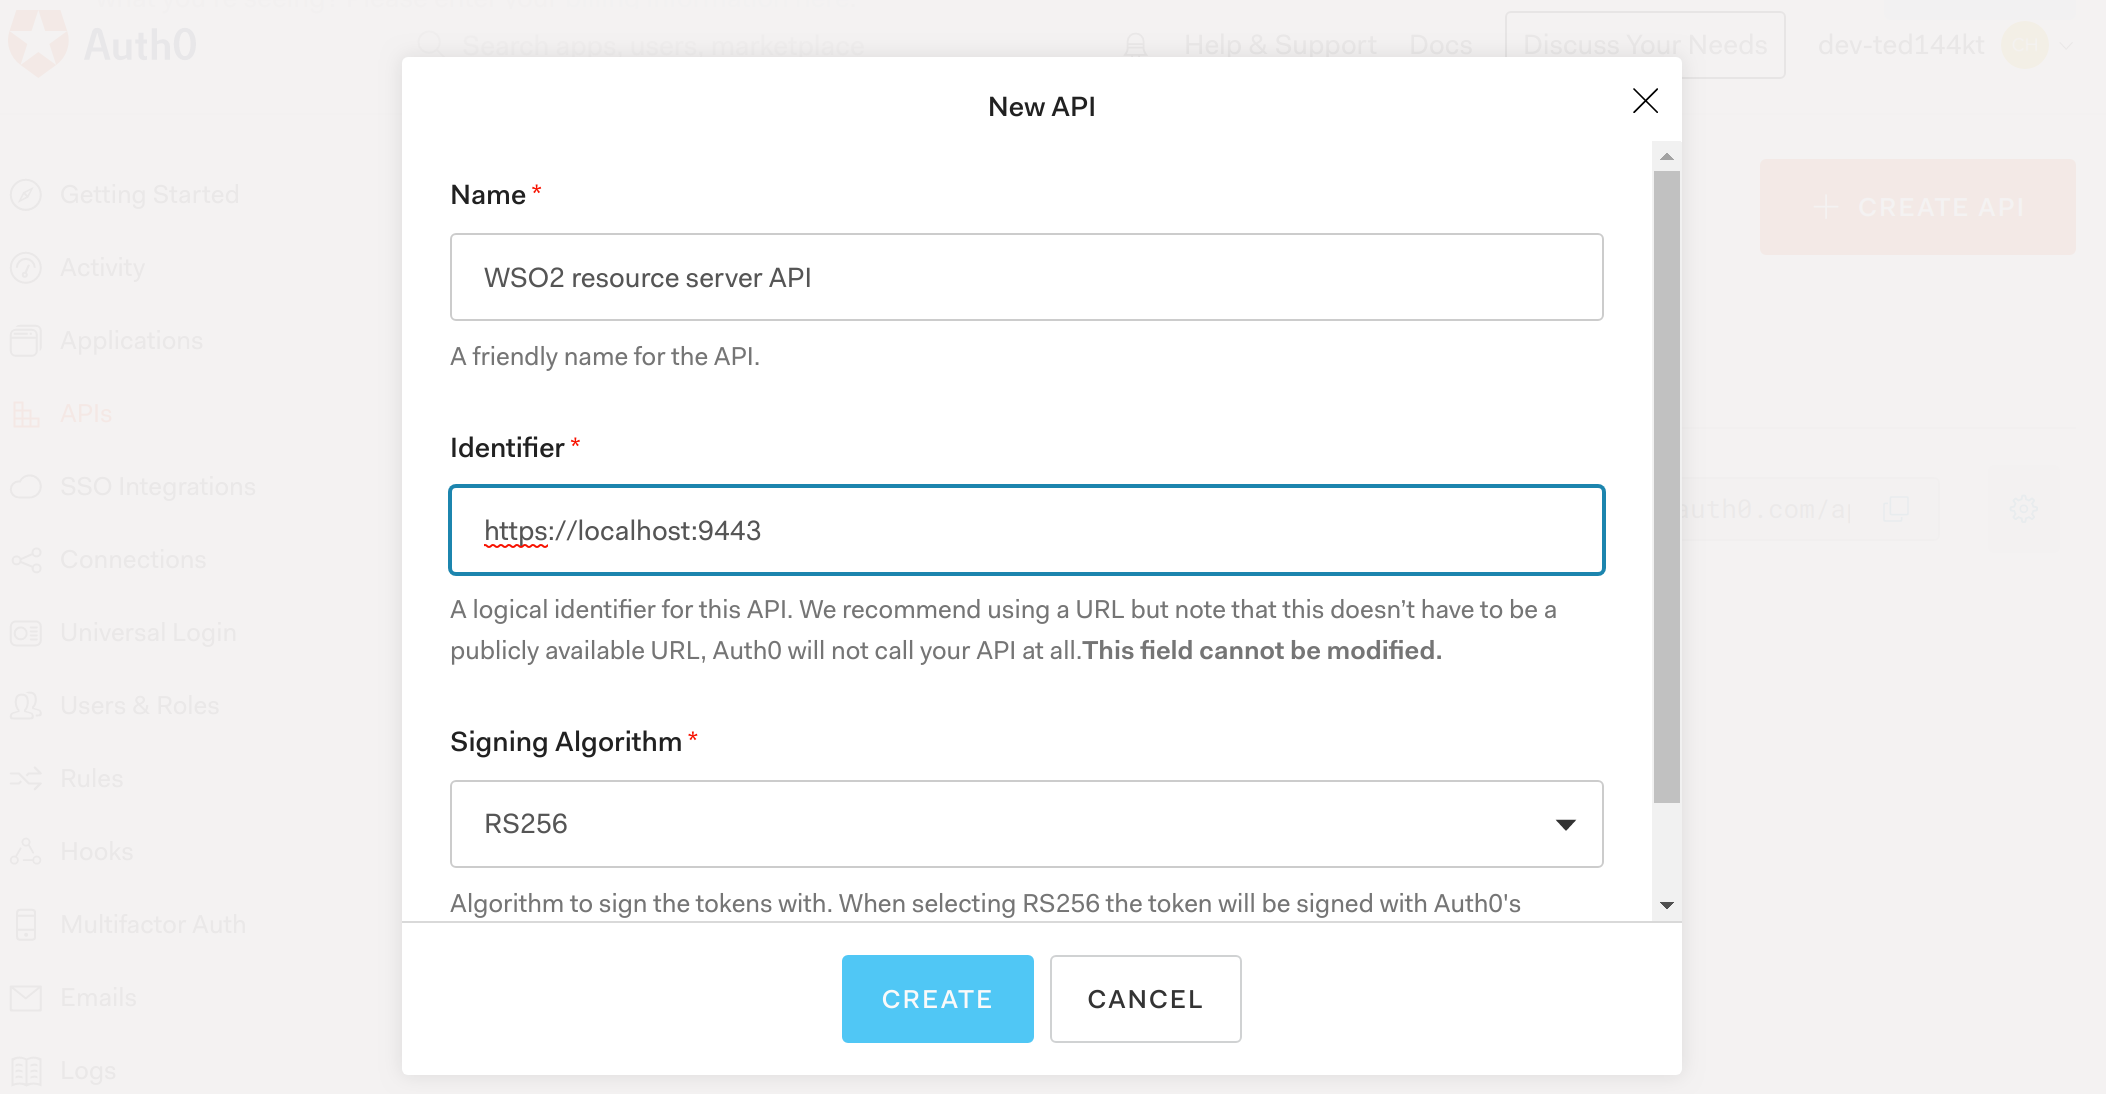 Auth0
Search apps, users, marketplace
Help & Support
Docs
Discuss Your Needs
dev-ted144kt
New API
Getting Started
Activity
Applications
APIs
SSO Integrations
Connections
Universal Login
Users & Roles
Rules
Hooks
Multifactor Auth
Emails
Logs
+ CREATE API
Name *
WSO2 resource server API
A friendly name for the API.
Identifier *
https://localhost:9443
A logical identifier for this API. We recommend using a URL but note that this doesn’t have to be a
publicly available URL, Auth0 will not call your API at all.This field cannot be modified.
auth0.com/a
Signing Algorithm *
RS256
Algorithm to sign the tokens with. When selecting RS256 the token will be signed with Auth0's
CREATE
CANCEL